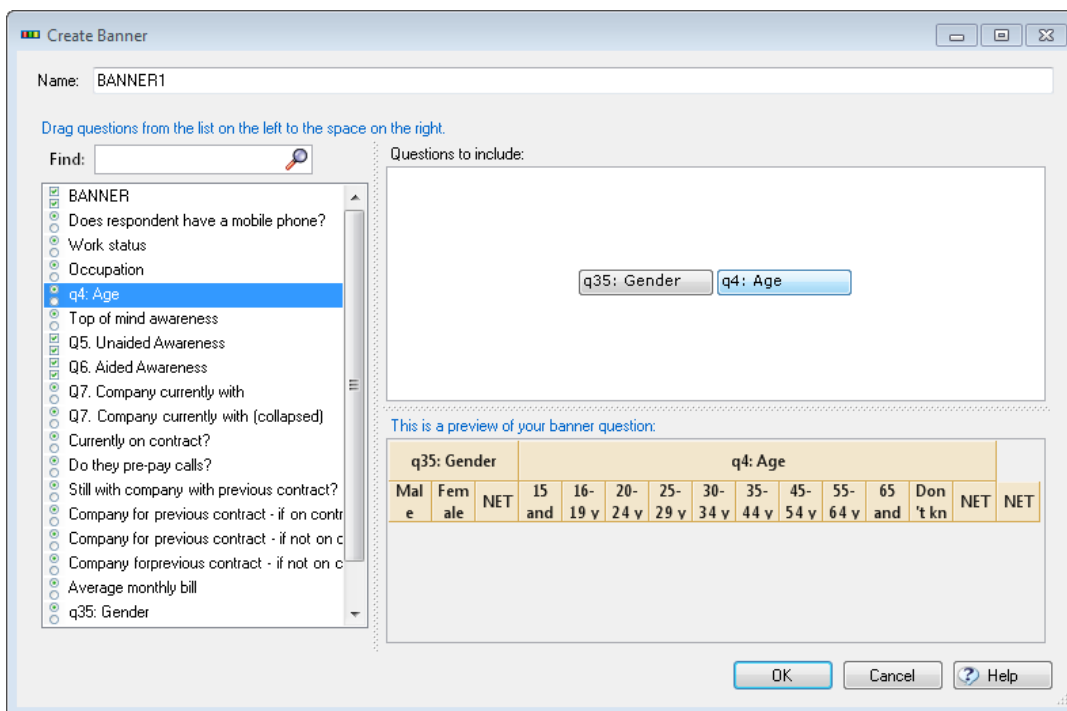 Create Banner
Name: BANNER1
Drag questions from the list on the left to the space on the right.
Find:
BANNER
Does respondent have a mobile phone?
Work status
Occupation
q4: Age
Top of mind awareness
Q5. Unaided Awareness
Q6. Aided Awareness
Q7. Company currently with
Q7. Company currently with (collapsed)
Currently on contract?
Do they pre-pay calls?
Still with company with previous contract?
Company for previous contract - if on contr
Company for previous contract - if not on c
Company forprevious contract - if not on c
Average monthly bill
q35: Gender
Questions to include:
q35: Gender q4: Age
This is a preview of your banner question:
q35: Gender q4: Age
Mal Fem NET 15 16- 20- 25- 30- 35- 45- 55- 65 Don NET NET
e ale and 19 y 24 y 29 y 34 y 44 y 54 y 64 y and 't kn
OK Cancel Help